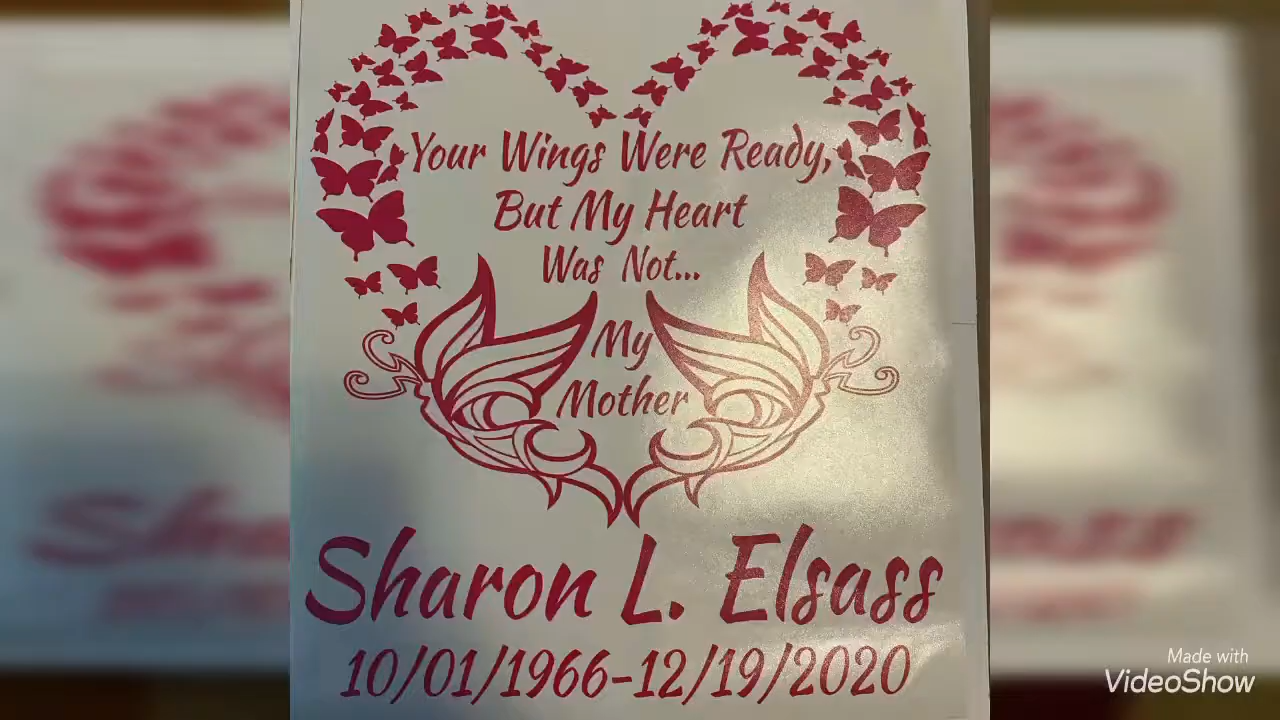 Your Wings Were Ready,
But My Heart
Was Not...
My
Mother
Sharon L. Elsass
10/01/1966-12/19/2020
Made with
VideoShow